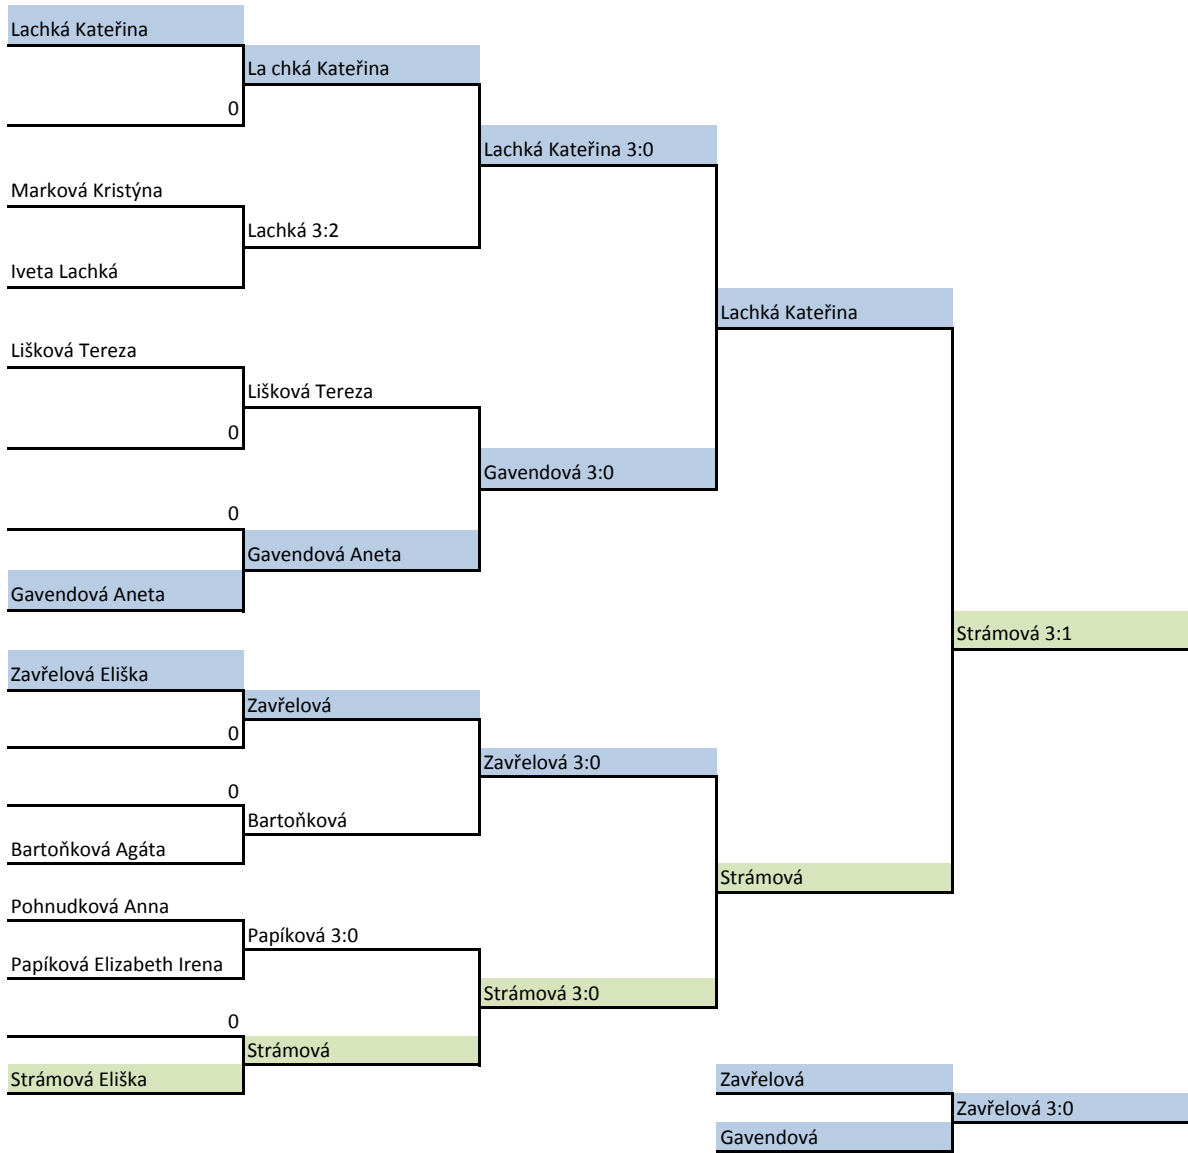 Lachká Kateřina
La chká Kateřina
0
Lachká Kateřina 3:0
Marková Kristýna
Lachká 3:2
Iveta Lachká
Lachká Kateřina
Lišková Tereza
Lišková Tereza
0
Gavendová 3:0
0
Gavendová Aneta
Gavendová Aneta
Strámová 3:1
Zavřelová Eliška
Zavřelová
0
Zavřelová 3:0
0
Bartoňková
Bartoňková Agáta
Strámová
Pohnudková Anna
Papíková 3:0
Papíková Elizabeth Irena
Strámová 3:0
0
Strámová
Strámová Eliška
Zavřelová
Zavřelová 3:0
Gavendová